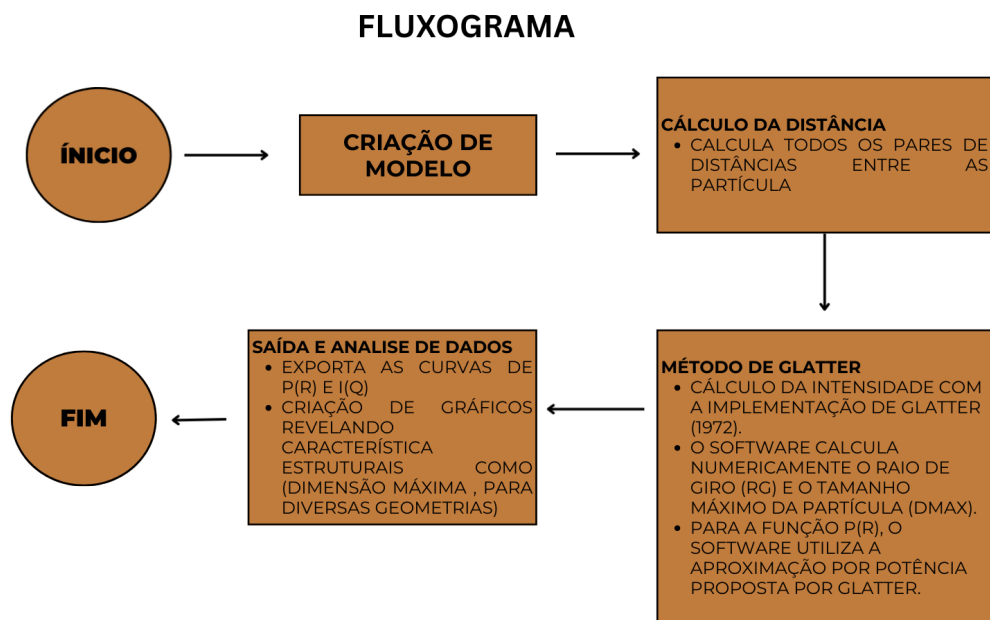 FLUXOGRAMA
ÍNICIO
CRIAÇÃO DE
MODELO
CÁLCULO DA DISTÂNCIA
• CALCULA TODOS OS PARES DE
DISTÂNCIAS ENTRE AS
PARTÍCULA
MÉTODO DE GLATTER
• CÁLCULO DA INTENSIDADE COM
A IMPLEMENTAÇÃO DE GLATTER
(1972).
• O SOFTWARE CALCULA
NUMERICAMENTE O RAIO DE
GIRO (RG) E O TAMANHO
MÁXIMO DA PARTÍCULA (DMAX).
• PARA A FUNÇÃO P(R), O
SOFTWARE UTILIZA A
APROXIMAÇÃO POR POTÊNCIA
PROPOSTA POR GLATTER.
SAÍDA E ANALISE DE DADOS
• EXPORTA AS CURVAS DE
P(R) E I(Q)
• CRIAÇÃO DE GRÁFICOS
REVELANDO
CARACTERÍSTICA
ESTRUTURAIS COMO
(DIMENSÃO MÁXIMA , PARA
DIVERSAS GEOMETRIAS)
FIM